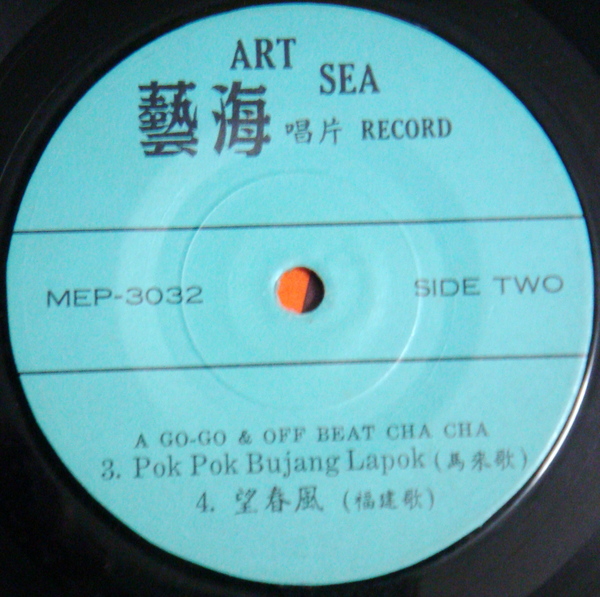 ART
SEA
藝海 唱片 RECORD
MEP-3032
SIDE TWO
A GO-GO & OFF BEAT CHA CHA
3. Pok Pok Bujang Lapok (馬來歌)
4. 望春風 (福建歌)